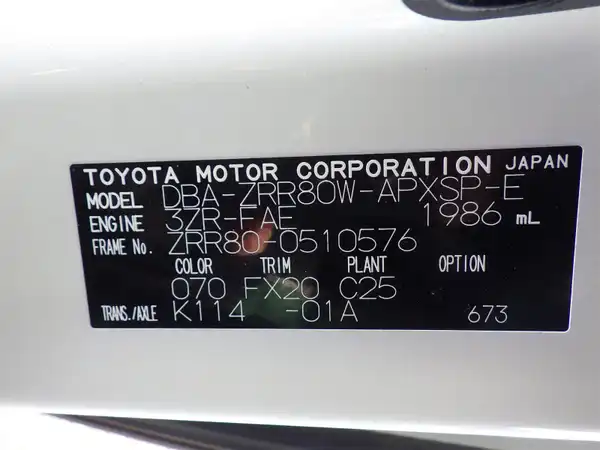 TOYOTA MOTOR CORPORATION JAPAN
MODEL DBA-ZRR80W-APXSP-E
ENGINE 3ZR-FAE 1986 mL
FRAME No. ZRR80-0510576
COLOR TRIM PLANT OPTION
070 FX20 C25
TRANS./AXLE K114 -01A 673